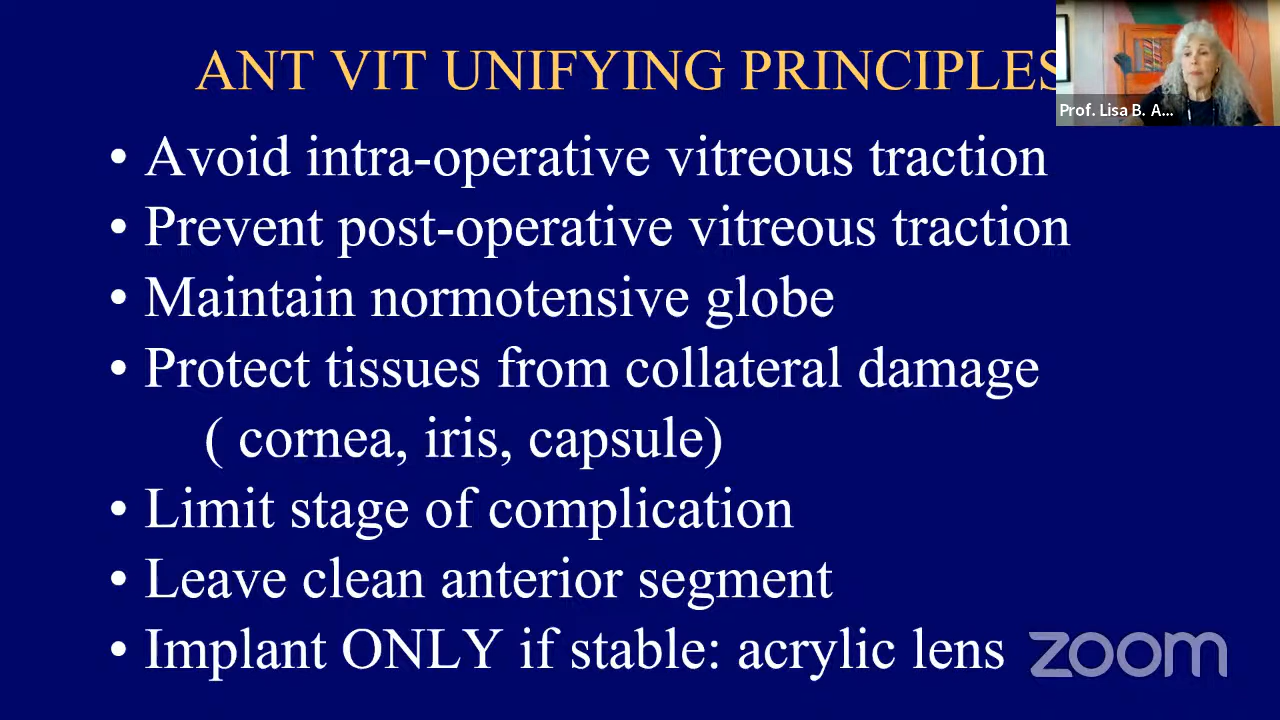 ANT VIT UNIFYING PRINCIPLES
Prof. Lisa B. A...
• Avoid intra-operative vitreous traction
• Prevent post-operative vitreous traction
• Maintain normotensive globe
• Protect tissues from collateral damage
( cornea, iris, capsule)
• Limit stage of complication
• Leave clean anterior segment
• Implant ONLY if stable: acrylic lens
zoom